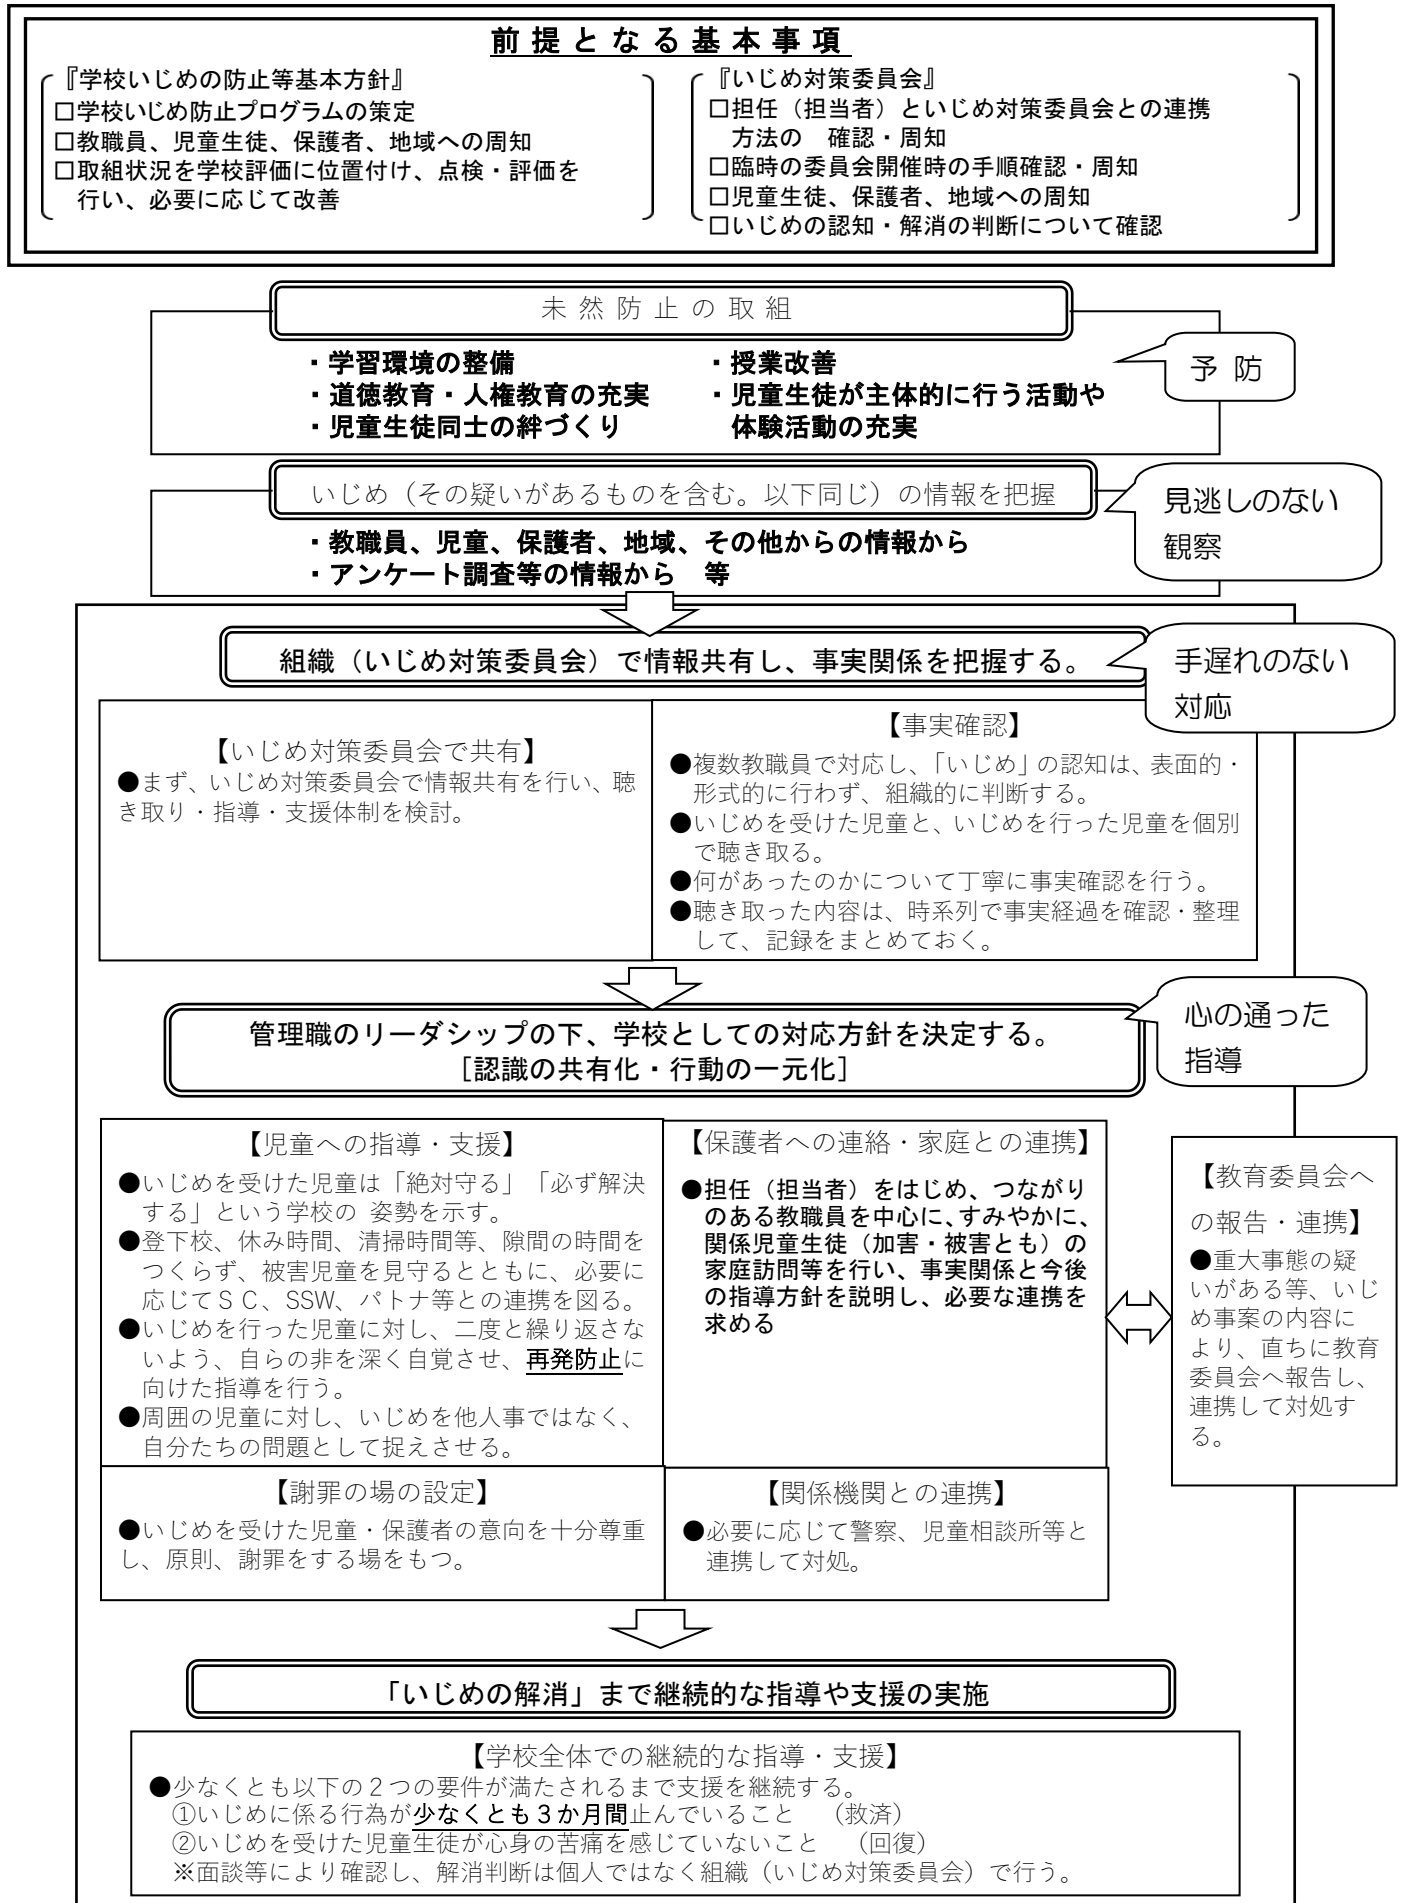 前提となる基本事項
『学校いじめの防止等基本方針』
□学校いじめ防止プログラムの策定
□教職員、児童生徒、保護者、地域への周知
□取組状況を学校評価に位置付け、点検・評価を
行い、必要に応じて改善
『いじめ対策委員会』
□担任（担当者）といじめ対策委員会との連携
方法の　確認・周知
□臨時の委員会開催時の手順確認・周知
□児童生徒、保護者、地域への周知
□いじめの認知・解消の判断について確認
未然防止の取組
予 防
・学習環境の整備
・道徳教育・人権教育の充実
・児童生徒同士の絆づくり
・授業改善
・児童生徒が主体的に行う活動や
体験活動の充実
いじめ（その疑いがあるものを含む。以下同じ）の情報を把握
見逃しのない
観察
・教職員、児童、保護者、地域、その他からの情報から
・アンケート調査等の情報から　等
組織（いじめ対策委員会）で情報共有し、事実関係を把握する。
手遅れのない
対応
【いじめ対策委員会で共有】
●まず、いじめ対策委員会で情報共有を行い、聴
き取り・指導・支援体制を検討。
【事実確認】
●複数教職員で対応し、「いじめ」の認知は、表面的・
形式的に行わず、組織的に判断する。
●いじめを受けた児童と、いじめを行った児童を個別
で聴き取る。
●何があったのかについて丁寧に事実確認を行う。
●聴き取った内容は、時系列で事実経過を確認・整理
して、記録をまとめておく。
管理職のリーダシップの下、学校としての対応方針を決定する。
［認識の共有化・行動の一元化］
心の通った
指導
【児童への指導・支援】
●いじめを受けた児童は「絶対守る」「必ず解決
する」という学校の 姿勢を示す。
●登下校、休み時間、清掃時間等、隙間の時間を
つくらず、被害児童を見守るとともに、必要に
応じてＳＣ、SSW、パトナ等との連携を図る。
●いじめを行った児童に対し、二度と繰り返さな
いよう、自らの非を深く自覚させ、再発防止に
向けた指導を行う。
●周囲の児童に対し、いじめを他人事ではなく、
自分たちの問題として捉えさせる。
【保護者への連絡・家庭との連携】
●担任（担当者）をはじめ、つながり
のある教職員を中心に、すみやかに、
関係児童生徒（加害・被害とも）の
家庭訪問等を行い、事実関係と今後
の指導方針を説明し、必要な連携を
求める
【教育委員会へ
の報告・連携】
●重大事態の疑
いがある等、いじ
め事案の内容に
より、直ちに教育
委員会へ報告し、
連携して対処す
る。
【謝罪の場の設定】
●いじめを受けた児童・保護者の意向を十分尊重
し、原則、謝罪をする場をもつ。
【関係機関との連携】
●必要に応じて警察、児童相談所等と
連携して対処。
「いじめの解消」まで継続的な指導や支援の実施
【学校全体での継続的な指導・支援】
●少なくとも以下の２つの要件が満たされるまで支援を継続する。
①いじめに係る行為が少なくとも３か月間止んでいること　（救済）
②いじめを受けた児童生徒が心身の苦痛を感じていないこと　（回復）
※面談等により確認し、解消判断は個人ではなく組織（いじめ対策委員会）で行う。